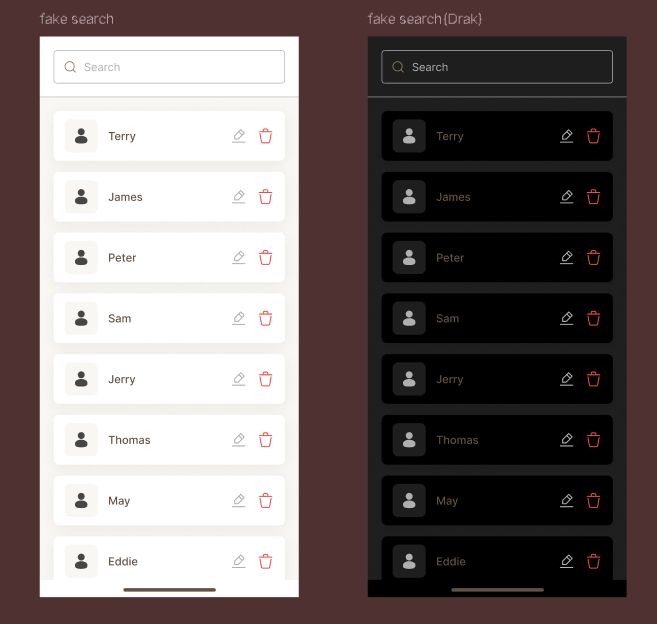 fake search
Search
Terry
James
Peter
Sam
Jerry
Thomas
May
Eddie
fake search(Drak)
Search
Terry
James
Peter
Sam
Jerry
Thomas
May
Eddie